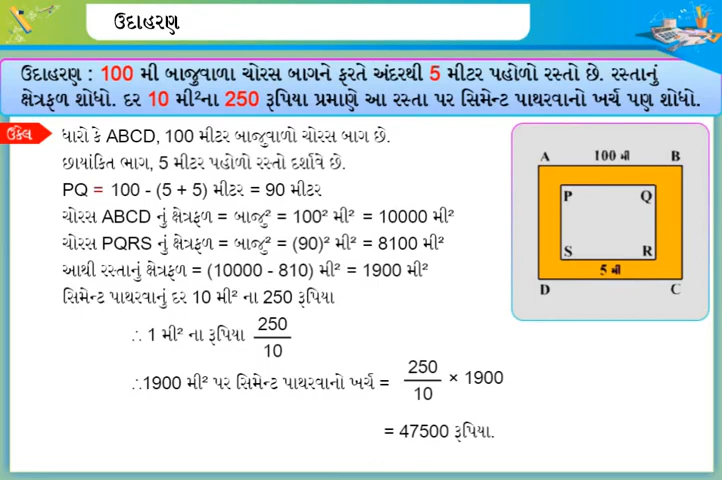 ઉદાહરણ
ઉદાહરણ : 100 મી બાજુવાળા ચોરસ બાગને ફરતે અંદરથી 5 મીટર પહોળો રસ્તો છે. રસ્તાનું
ક્ષેત્રફળ શોધો. દર 10 મી²ના 250 રૂપિયા પ્રમાણે આ રસ્તા પર સિમેન્ટ પાથરવાનો ખર્ચ પણ શોધો.
ઉકેલ
ધારો કે ABCD, 100 મીટર બાજુવાળો ચોરસ બાગ છે.
છાયાંકિત ભાગ, 5 મીટર પહોળો રસ્તો દર્શાવે છે.
PQ = 100 - (5 + 5) મીટર = 90 મીટર
ચોરસ ABCD નું ક્ષેત્રફળ = બાજુ² = 100² મી² = 10000 મી²
ચોરસ PQRS નું ક્ષેત્રફળ = બાજુ² = (90)² મી² = 8100 મી²
આથી રસ્તાનું ક્ષેત્રફળ = (10000 - 810) મી² = 1900 મી²
સિમેન્ટ પાથરવાનું દર 10 મી² ના 250 રૂપિયા
∴ 1 મી² ના રૂપિયા 250/10
∴1900 મી² પર સિમેન્ટ પાથરવાનો ખર્ચ = 250/10 × 1900
= 47500 રૂપિયા.
A 100 મી B
P Q
S R
5 મી
D C